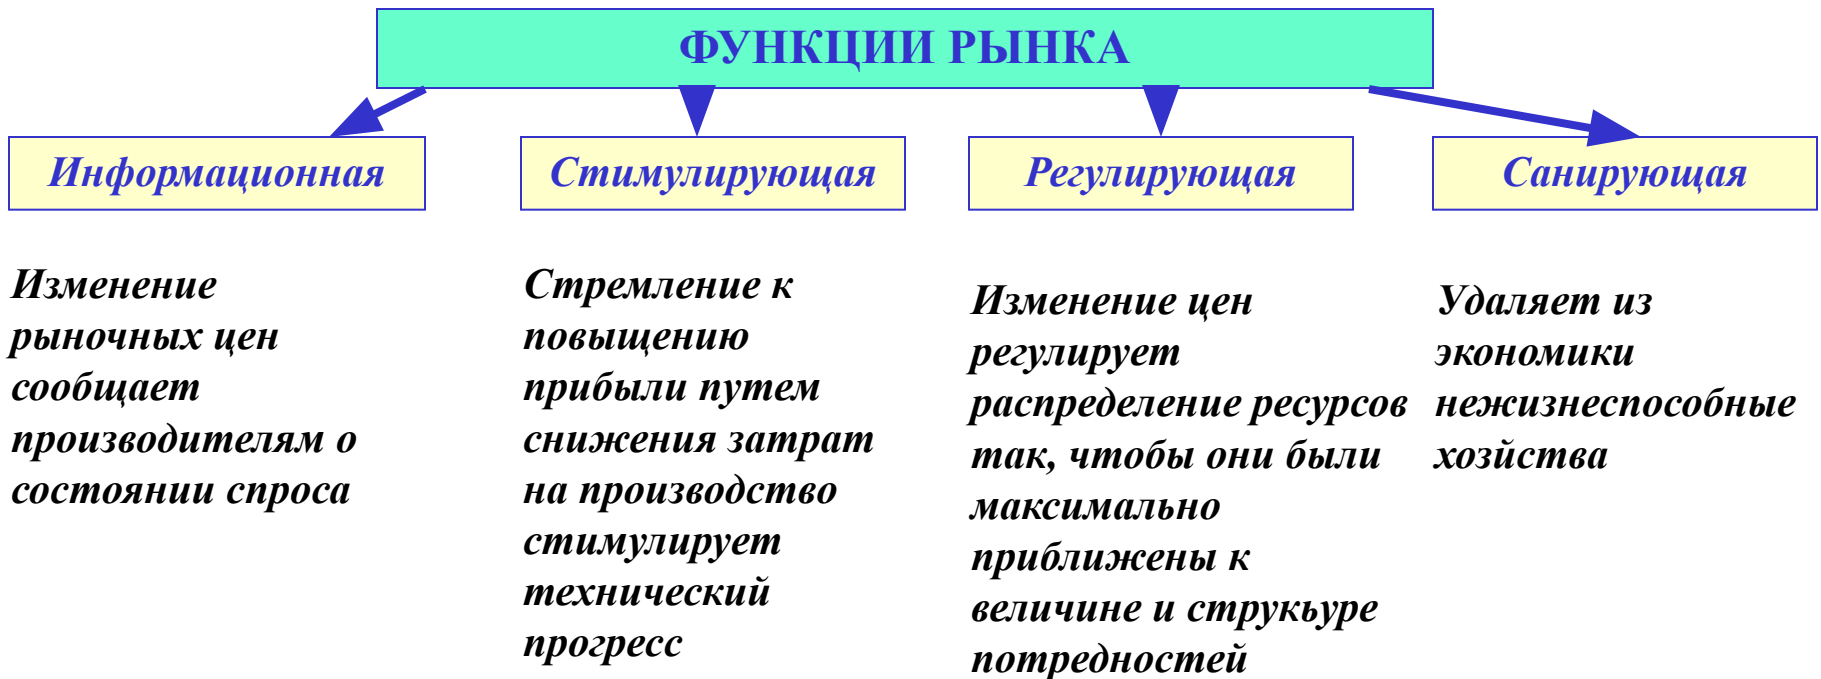 ФУНКЦИИ РЫНКА
Информационная
Стимулирующая
Регулирующая
Санирующая
Изменение
рыночных цен
сообщает
производителям о
состоянии спроса
Стремление к
повыщению
прибыли путем
снижения затрат
на производство
стимулирует
технический
прогресс
Изменение цен
регулирует
распределение ресурсов
так, чтобы они были
максимально
приближены к
величине и струкьуре
потредностей
Удаляет из
экономики
нежизнеспособные
хозйства